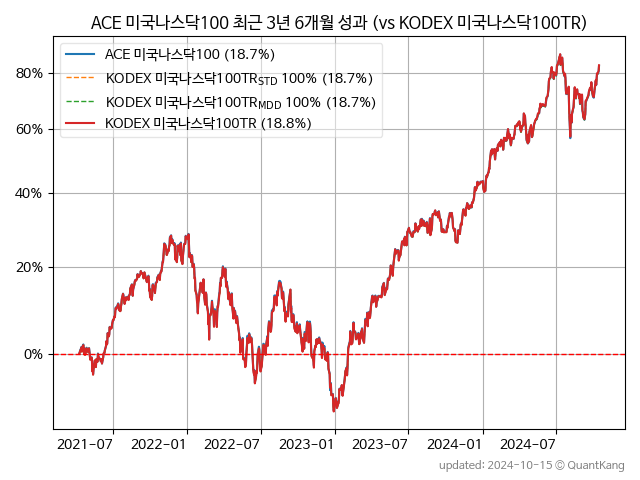 ACE 미국나스닥100 최근 3년 6개월 성과 (vs KODEX 미국나스닥100TR)
ACE 미국나스닥100 (18.7%)
KODEX 미국나스닥100TR_STD 100% (18.7%)
KODEX 미국나스닥100TR_MDD 100% (18.7%)
KODEX 미국나스닥100TR (18.8%)
80%
60%
40%
20%
0%
2021-07 2022-01 2022-07 2023-01 2023-07 2024-01 2024-07
updated: 2024-10-15 © QuantKang